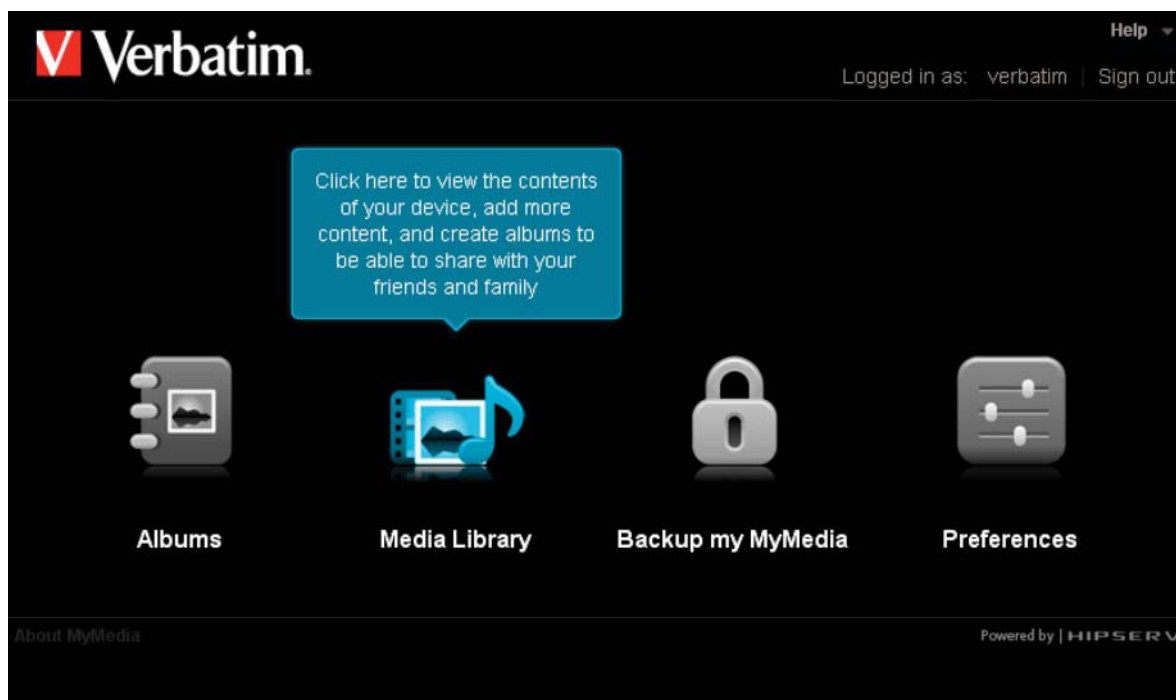 Verbatim.
Help
Logged in as: verbatim Sign out
Click here to view the contents
of your device, add more
content, and create albums to
be able to share with your
friends and family
Albums
Media Library
Backup my MyMedia
Preferences
About MyMedia
Powered by | HIPSERV